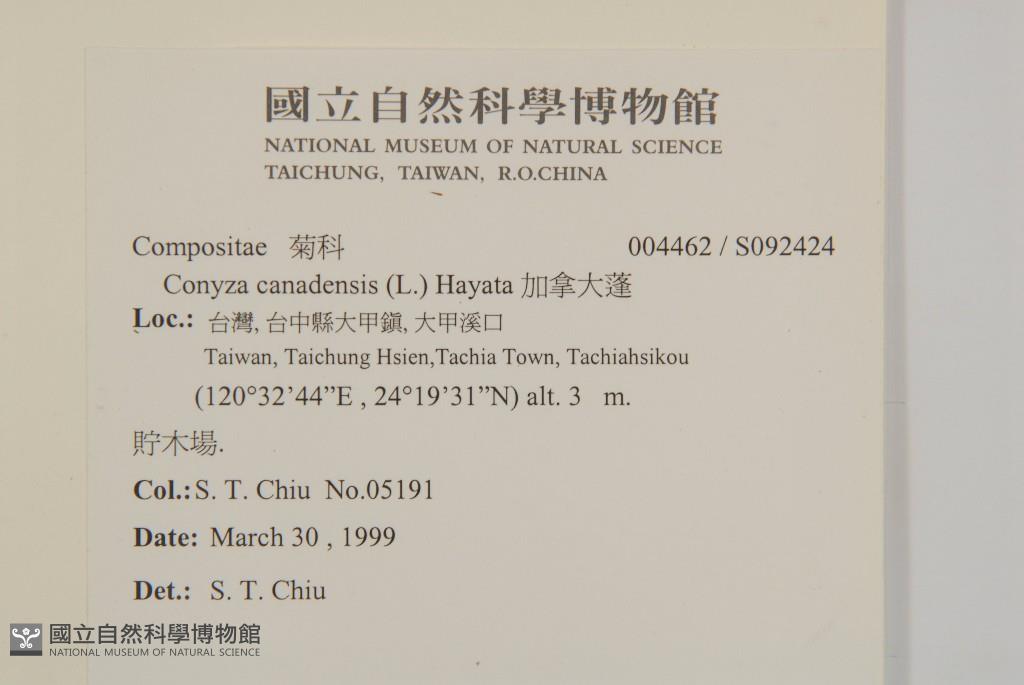 國立自然科學博物館
NATIONAL MUSEUM OF NATURAL SCIENCE
TAICHUNG, TAIWAN, R.O.CHINA
Compositae 菊科 004462 / S092424
Conyza canadensis (L.) Hayata 加拿大蓬
Loc.: 台灣, 台中縣大甲鎮, 大甲溪口
Taiwan, Taichung Hsien,Tachia Town, Tachiahsikou
(120°32’44”E , 24°19’31”N) alt. 3 m.
貯木場.
Col.:S. T. Chiu No.05191
Date: March 30 , 1999
Det.: S. T. Chiu
國立自然科學博物館
NATIONAL MUSEUM OF NATURAL SCIENCE